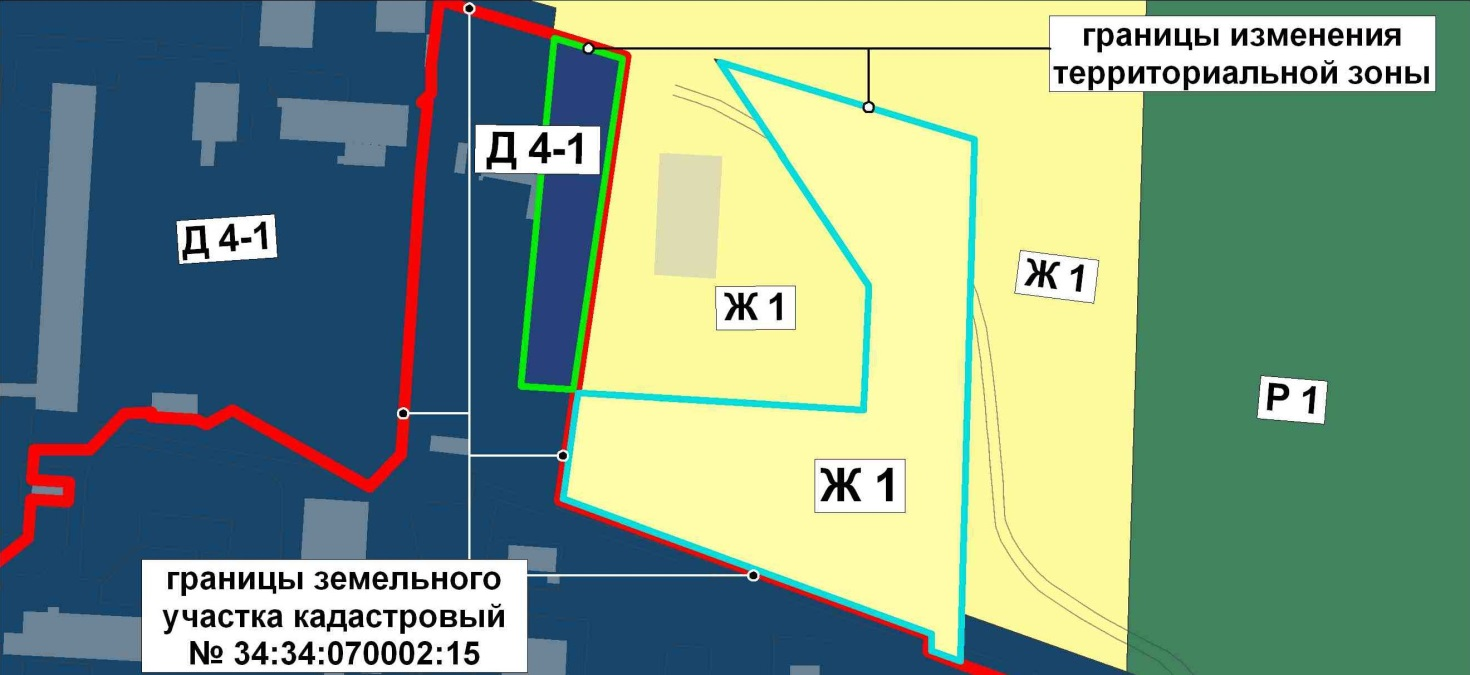 границы изменения
территориальной зоны
Д 4-1
Д 4-1
Ж 1
Ж 1
Р 1
Ж 1
границы земельного
участка кадастровый
№ 34:34:070002:15